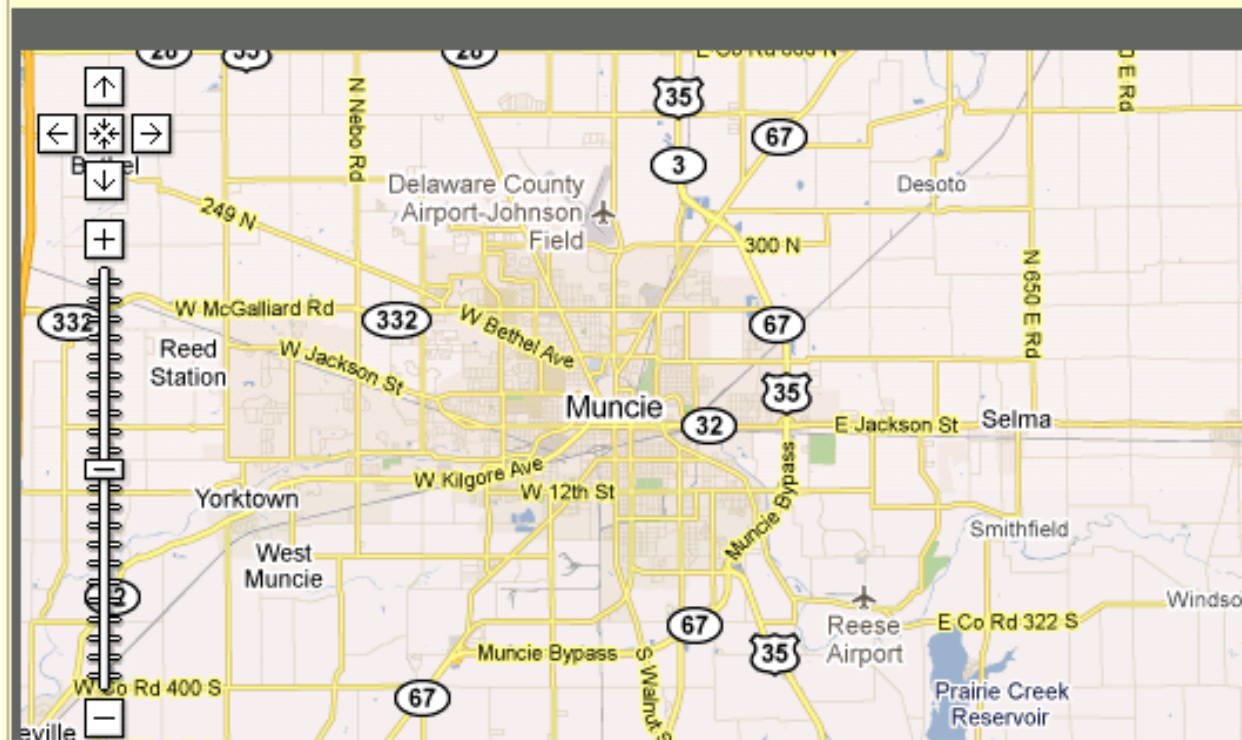 28
35
28
E Co Rd 800 N
N Nebo Rd
35
67
3
Delaware County
Airport-Johnson
Field
Desoto
249 N
300 N
N 650 E Rd
332
W McGalliard Rd
332
W Bethel Ave
67
Reed
Station
W Jackson St
35
Muncie
32
E Jackson St
Selma
W Kilgore Ave
W 12th St
Muncie Bypass
Yorktown
Smithfield
West
Muncie
Reese
Airport
Windso
E Co Rd 322 S
67
35
Muncie Bypass
S Walnut S
W Co Rd 400 S
67
Prairie Creek
Reservoir
eville